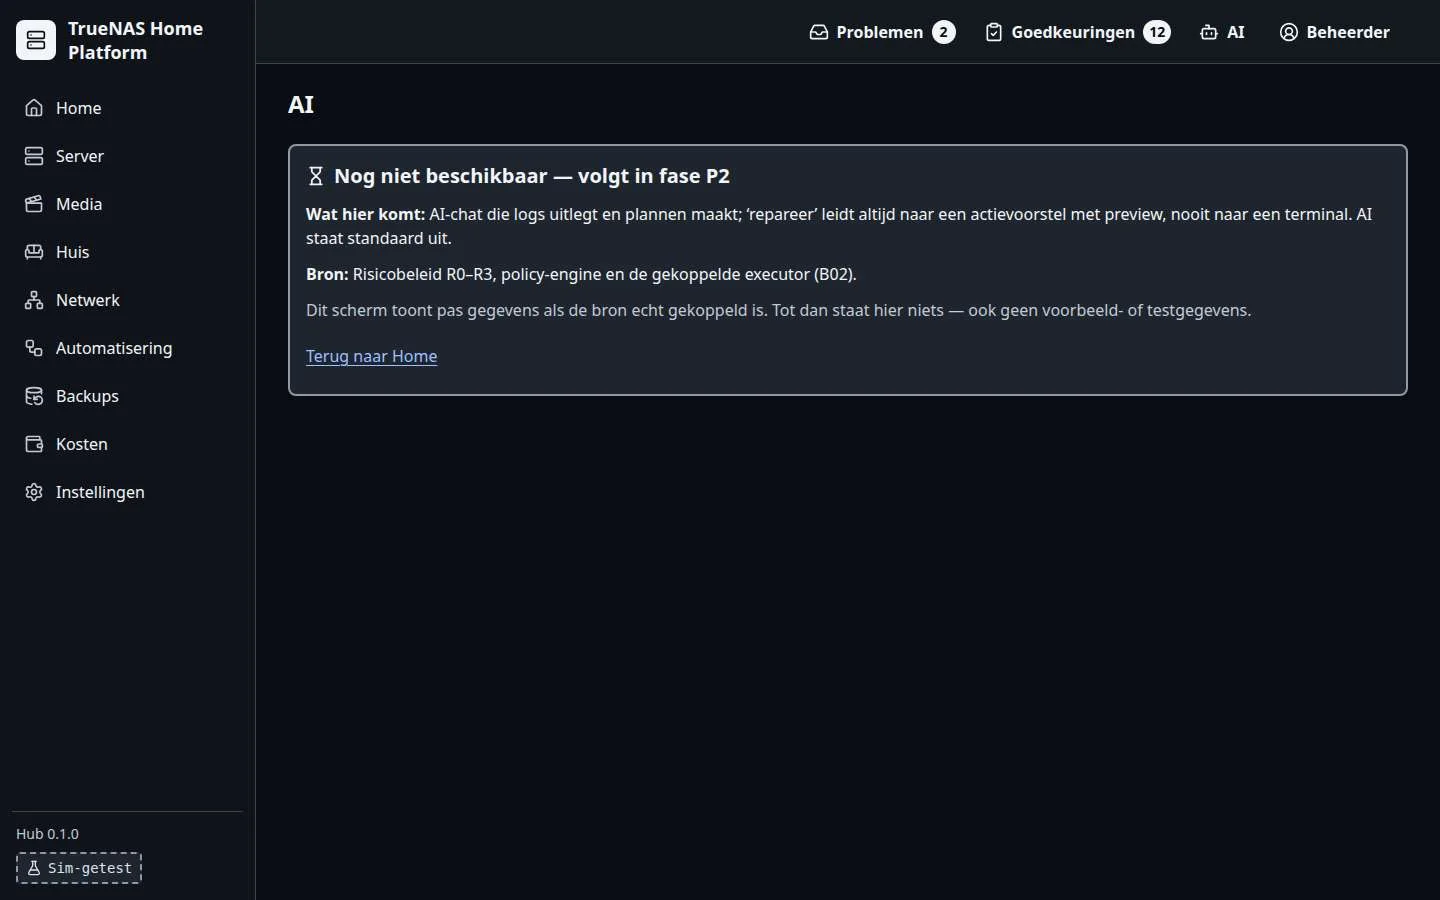 TrueNAS Home
Platform
Problemen 2
Goedkeuringen 12
AI
Beheerder
Home
Server
Media
Huis
Netwerk
Automatisering
Backups
Kosten
Instellingen
AI
Nog niet beschikbaar — volgt in fase P2
Wat hier komt: AI-chat die logs uitlegt en plannen maakt; ‘repareer’ leidt altijd naar een actievoorstel met preview, nooit naar een terminal. AI
staat standaard uit.
Bron: Risicobeleid R0–R3, policy-engine en de gekoppelde executor (B02).
Dit scherm toont pas gegevens als de bron echt gekoppeld is. Tot dan staat hier niets — ook geen voorbeeld- of testgegevens.
Terug naar Home
Hub 0.1.0
Sim-getest